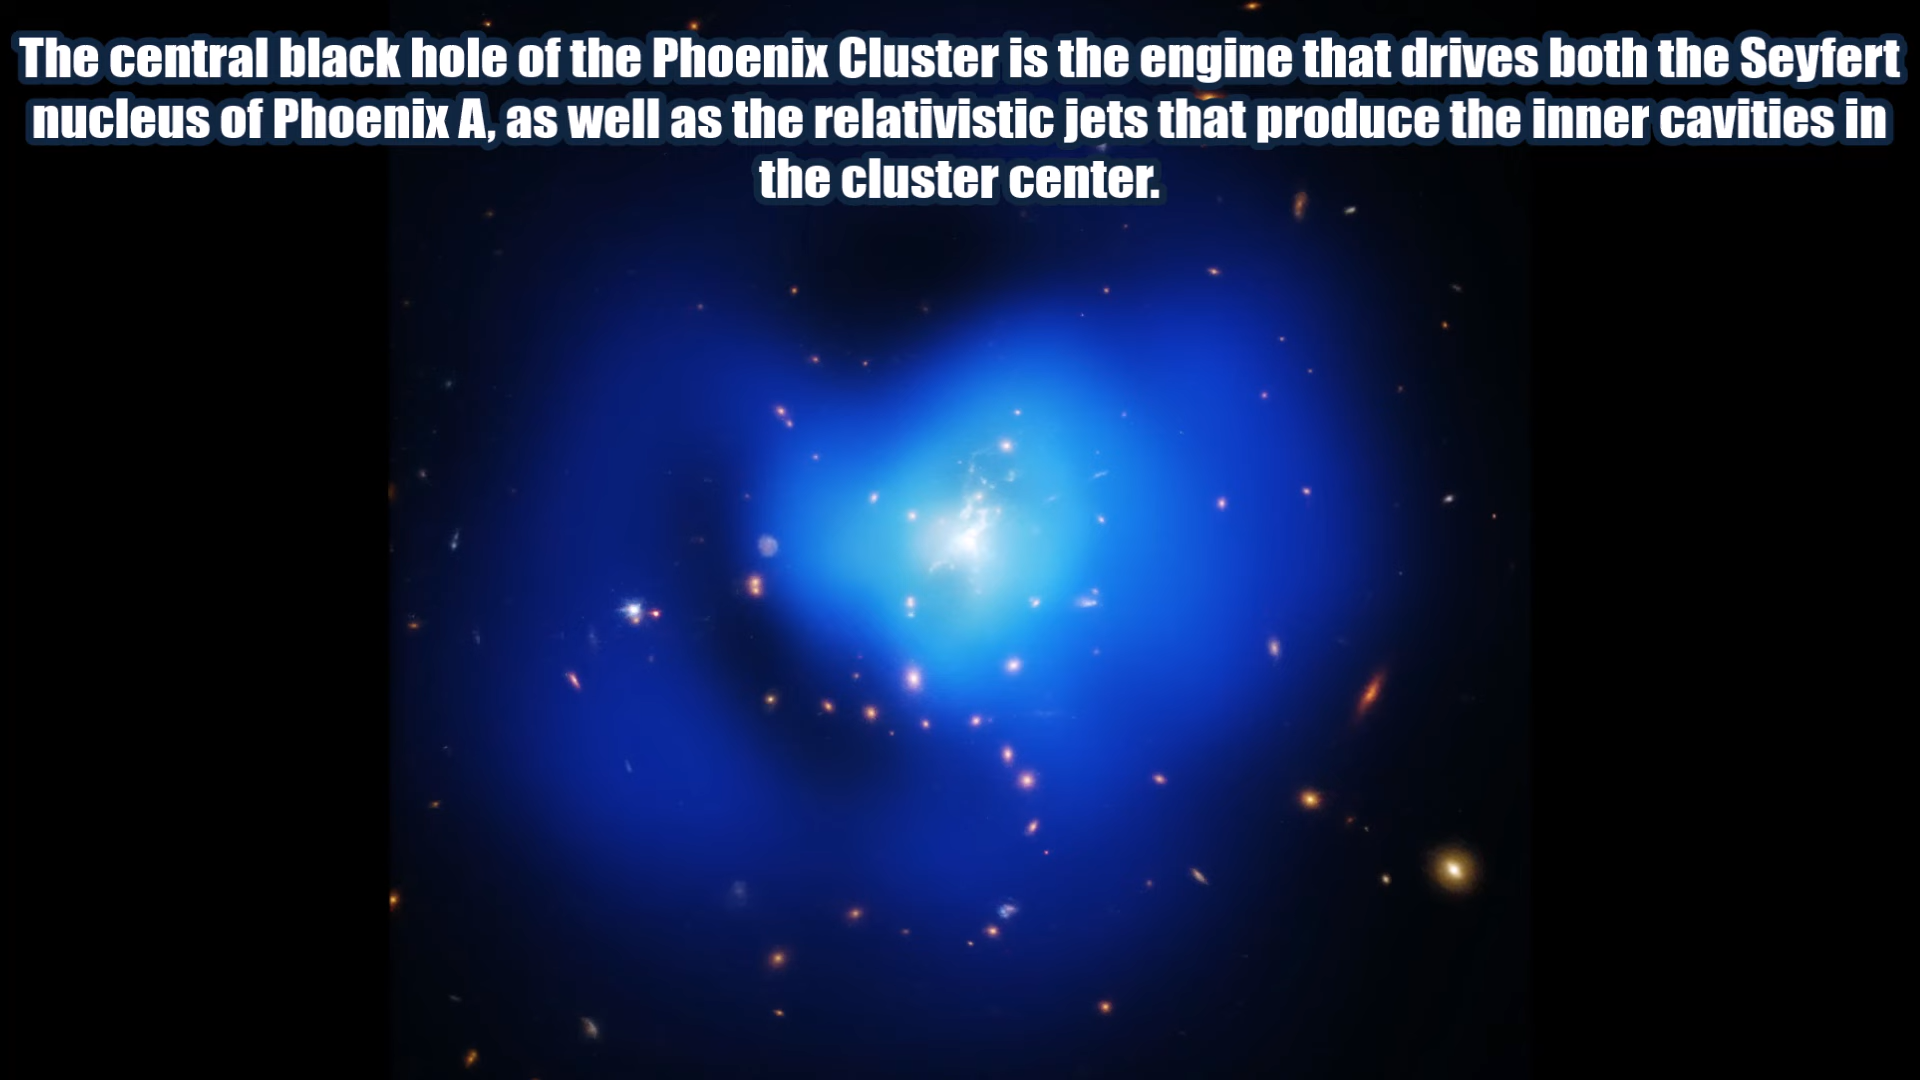 The central black hole of the Phoenix Cluster is the engine that drives both the Seyfert
nucleus of Phoenix A, as well as the relativistic jets that produce the inner cavities in
the cluster center.